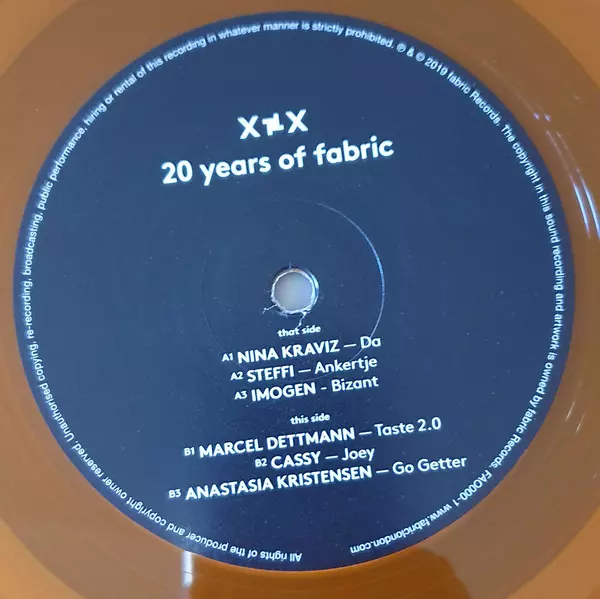 X X
20 years of fabric
that side
A1 NINA KRAVIZ — Da
A2 STEFFI — Ankertje
A3 IMOGEN - Bizant
this side
B1 MARCEL DETTMANN — Taste 2.0
B2 CASSY — Joey
B3 ANASTASIA KRISTENSEN — Go Getter
All rights of the producer and copyright owner reserved. Unauthorised copying, re-recording, broadcasting, public performance, hiring or rental of this recording in whatever manner is strictly prohibited. ℗ & © 2019 fabric Records. The copyright in this sound recording and artwork is owned by fabric Records. FAO000-1 www.fabriclondon.com